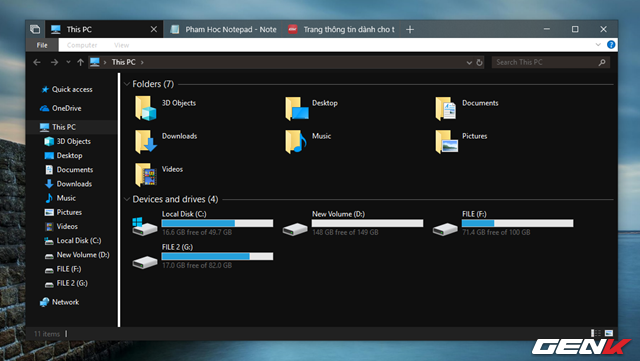 This PC
Pham Hoc Notepad - Note
Trang thông tin dành cho t
File
Computer
View
This PC
Search This PC
Quick access
OneDrive
This PC
3D Objects
Desktop
Documents
Downloads
Music
Pictures
Videos
Local Disk (C:)
New Volume (D:)
FILE (F:)
FILE 2 (G:)
Network
Folders (7)
3D Objects
Desktop
Documents
Downloads
Music
Pictures
Videos
Devices and drives (4)
Local Disk (C:)
16.6 GB free of 49.7 GB
New Volume (D:)
148 GB free of 149 GB
FILE (F:)
71.4 GB free of 100 GB
FILE 2 (G:)
17.0 GB free of 82.0 GB
11 items
GENK